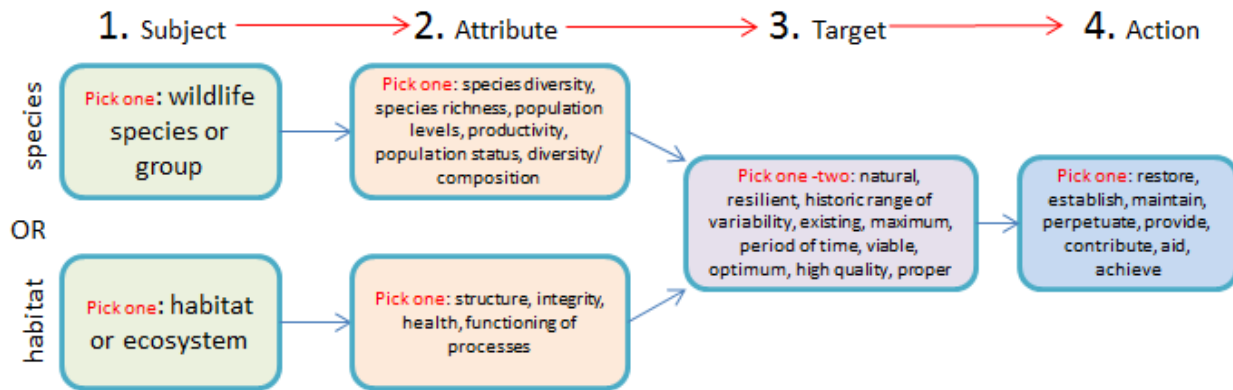 1. Subject
2. Attribute
3. Target
4. Action
species
Pick one: wildlife
species or
group
Pick one: species diversity,
species richness, population
levels, productivity,
population status, diversity/
composition
OR
habitat
Pick one: habitat
or ecosystem
Pick one: structure, integrity,
health, functioning of
processes
Pick one -two: natural,
resilient, historic range of
variability, existing, maximum,
period of time, viable,
optimum, high quality, proper
Pick one: restore,
establish, maintain,
perpetuate, provide,
contribute, aid,
achieve